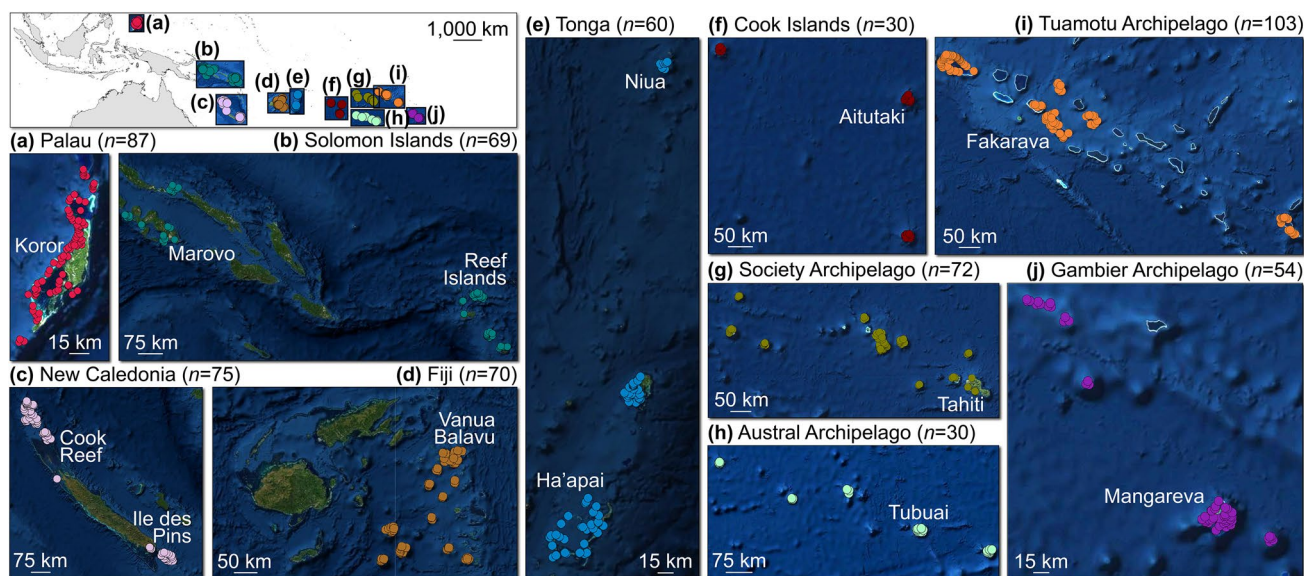 (a)
1,000 km
(b)
(c)
(d)
(e)
(f)
(g)
(i)
(h)
(j)
(a) Palau (n=87)
Koror
15 km
(b) Solomon Islands (n=69)
Marovo
Reef
Islands
75 km
(c) New Caledonia (n=75)
Cook
Reef
Ile des
Pins
75 km
(d) Fiji (n=70)
Vanua
Balavu
50 km
(e) Tonga (n=60)
Niua
Ha'apai
15 km
(f) Cook Islands (n=30)
Aitutaki
50 km
(g) Society Archipelago (n=72)
Tahiti
50 km
(h) Austral Archipelago (n=30)
Tubuai
75 km
(i) Tuamotu Archipelago (n=103)
Fakarava
50 km
(j) Gambier Archipelago (n=54)
Mangareva
15 km